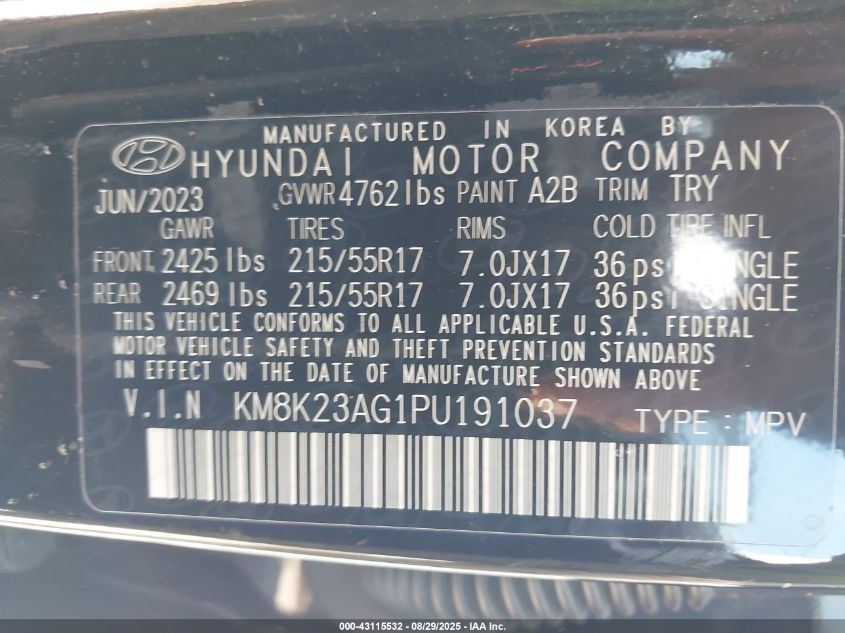 MANUFACTURED IN KOREA BY
HYUNDAI MOTOR COMPANY
JUN/2023 GVWR 4762 lbs PAINT A2B TRIM TRY
GAWR TIRES RIMS COLD TIRE INFL
FRONT 2425 lbs 215/55R17 7.0JX17 36 psi SINGLE
REAR 2469 lbs 215/55R17 7.0JX17 36 psi SINGLE
THIS VEHICLE CONFORMS TO ALL APPLICABLE U.S.A. FEDERAL
MOTOR VEHICLE SAFETY AND THEFT PREVENTION STANDARDS
IN EFFECT ON THE DATE OF MANUFACTURE SHOWN ABOVE.
V.I.N KM8K23AG1PU191037 TYPE : MPV
000-43115532 - 08/29/2025 - IAA Inc.